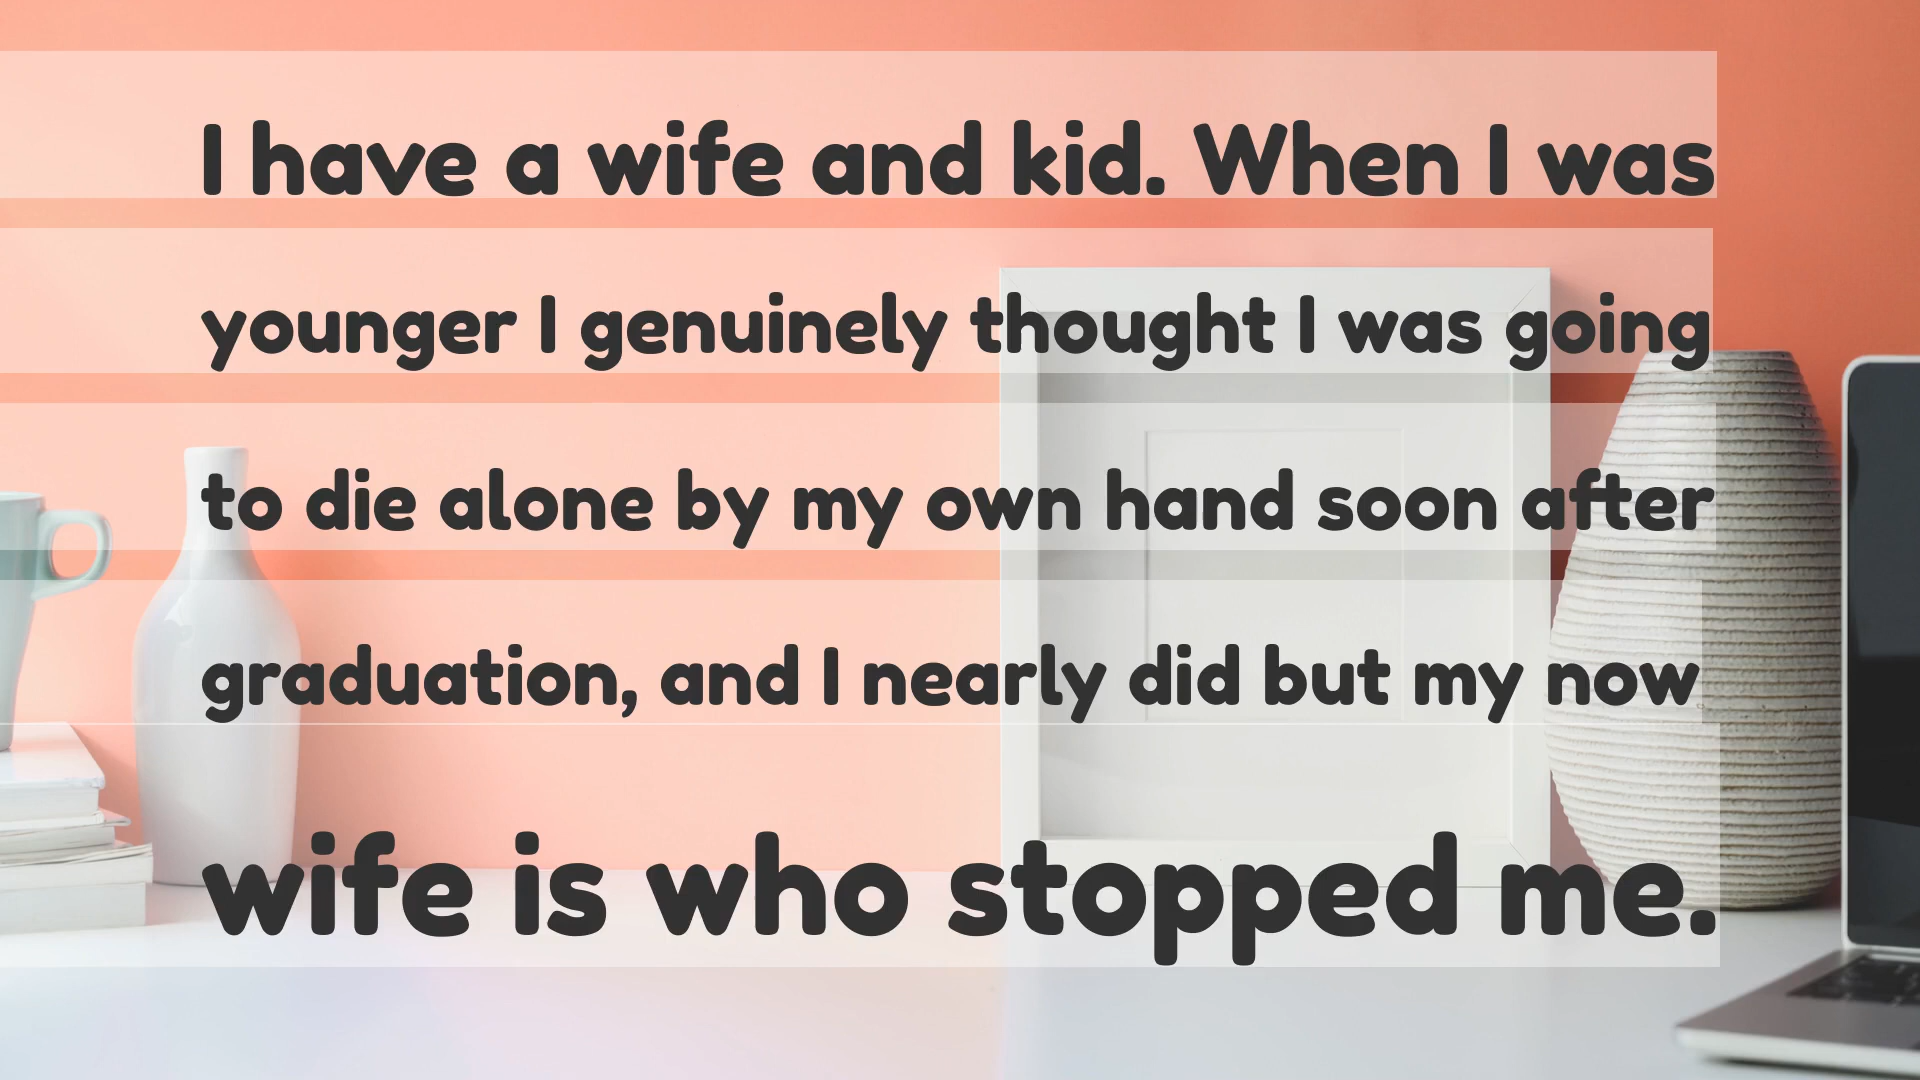 I have a wife and kid. When I was
younger I genuinely thought I was going
to die alone by my own hand soon after
graduation, and I nearly did but my now
wife is who stopped me.